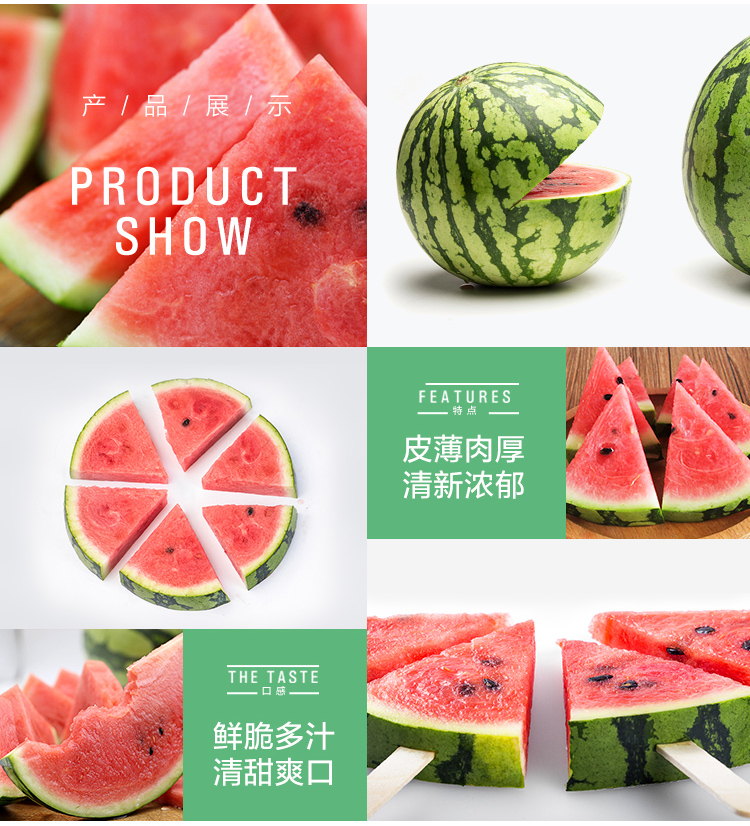 产/品/展/示
PRODUCT
SHOW
FEATURES
特点
皮薄肉厚
清新浓郁
THE TASTE
口感
鲜脆多汁
清甜爽口